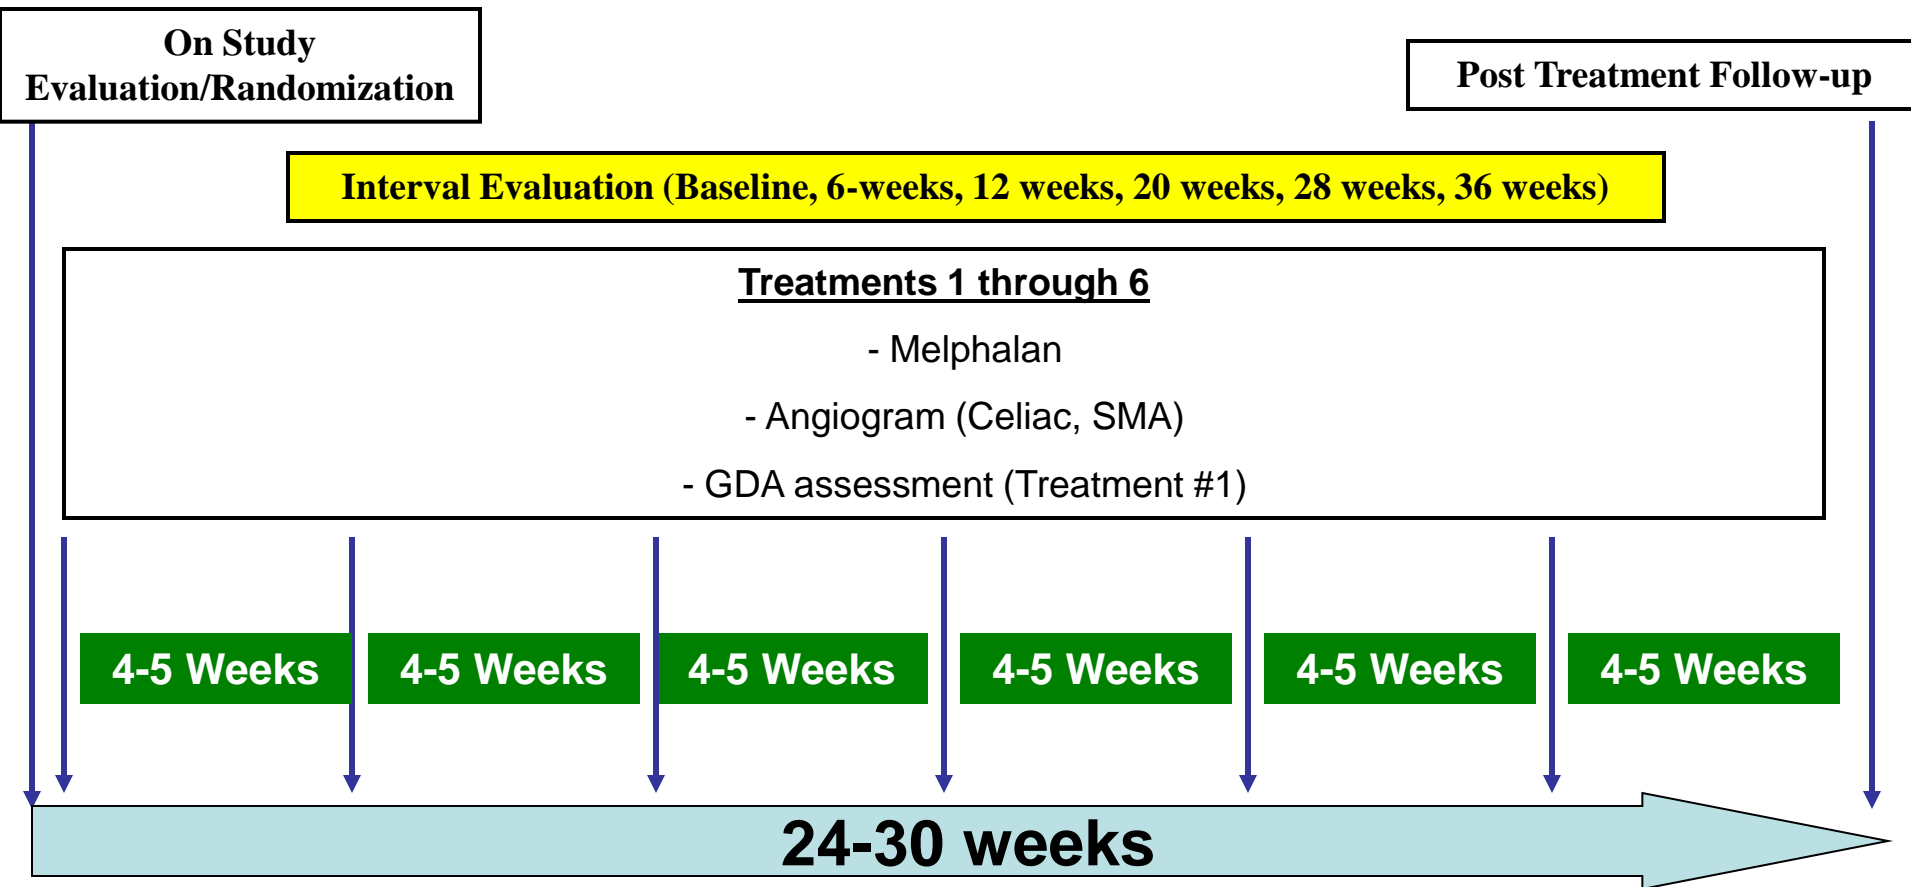 On Study
Evaluation/Randomization
Post Treatment Follow-up
Interval Evaluation (Baseline, 6-weeks, 12 weeks, 20 weeks, 28 weeks, 36 weeks)
Treatments 1 through 6
- Melphalan
- Angiogram (Celiac, SMA)
- GDA assessment (Treatment #1)
4-5 Weeks
4-5 Weeks
4-5 Weeks
4-5 Weeks
4-5 Weeks
4-5 Weeks
24-30 weeks